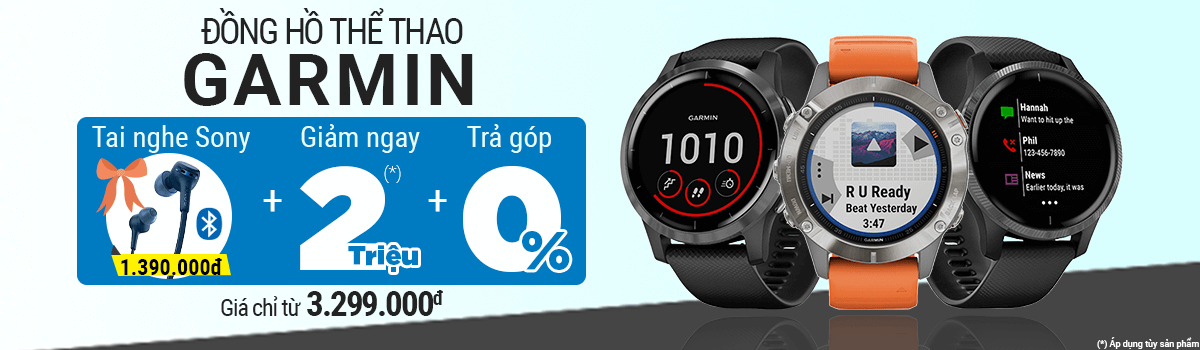 ĐỒNG HỒ THỂ THAO
GARMIN
Tai nghe Sony
1.390.000đ
+
Giảm ngay
2 Triệu (*)
+
Trả góp
0%
Giá chỉ từ 3.299.000đ
GARMIN
1010
R U Ready
Beat Yesterday
3:47
GARMIN
Hannah
Want to hit up the
Phil
123-456-7890
News
Earlier today, it was
(*) Áp dụng tùy sản phẩm